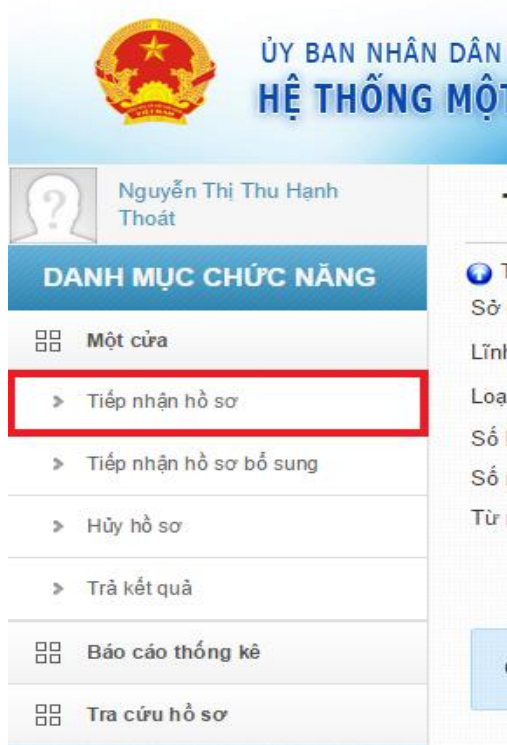 ỦY BAN NHÂN DÂN
HỆ THỐNG MỘT
Nguyễn Thị Thu Hạnh
Thoát
DANH MỤC CHỨC NĂNG
Một cửa
Tiếp nhận hồ sơ
Tiếp nhận hồ sơ bổ sung
Hủy hồ sơ
Trả kết quả
Báo cáo thống kê
Tra cứu hồ sơ
Sở
Số
Số
Từ